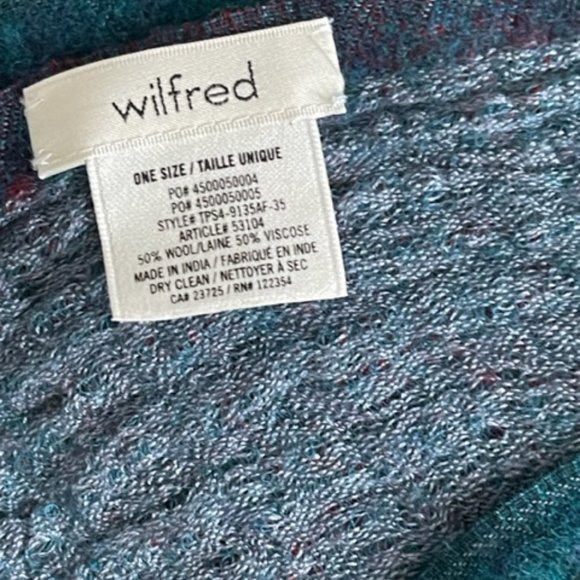 wilfred
ONE SIZE / TAILLE UNIQUE
PO# 4500050004
PO# 4500050005
STYLE# TPS4-9135AF-35
ARTICLE# 53104
50% WOOL/LAINE 50% VISCOSE
MADE IN INDIA / FABRIQUÉ EN INDE
DRY CLEAN / NETTOYER À SEC
CA# 23725 / RN# 122354